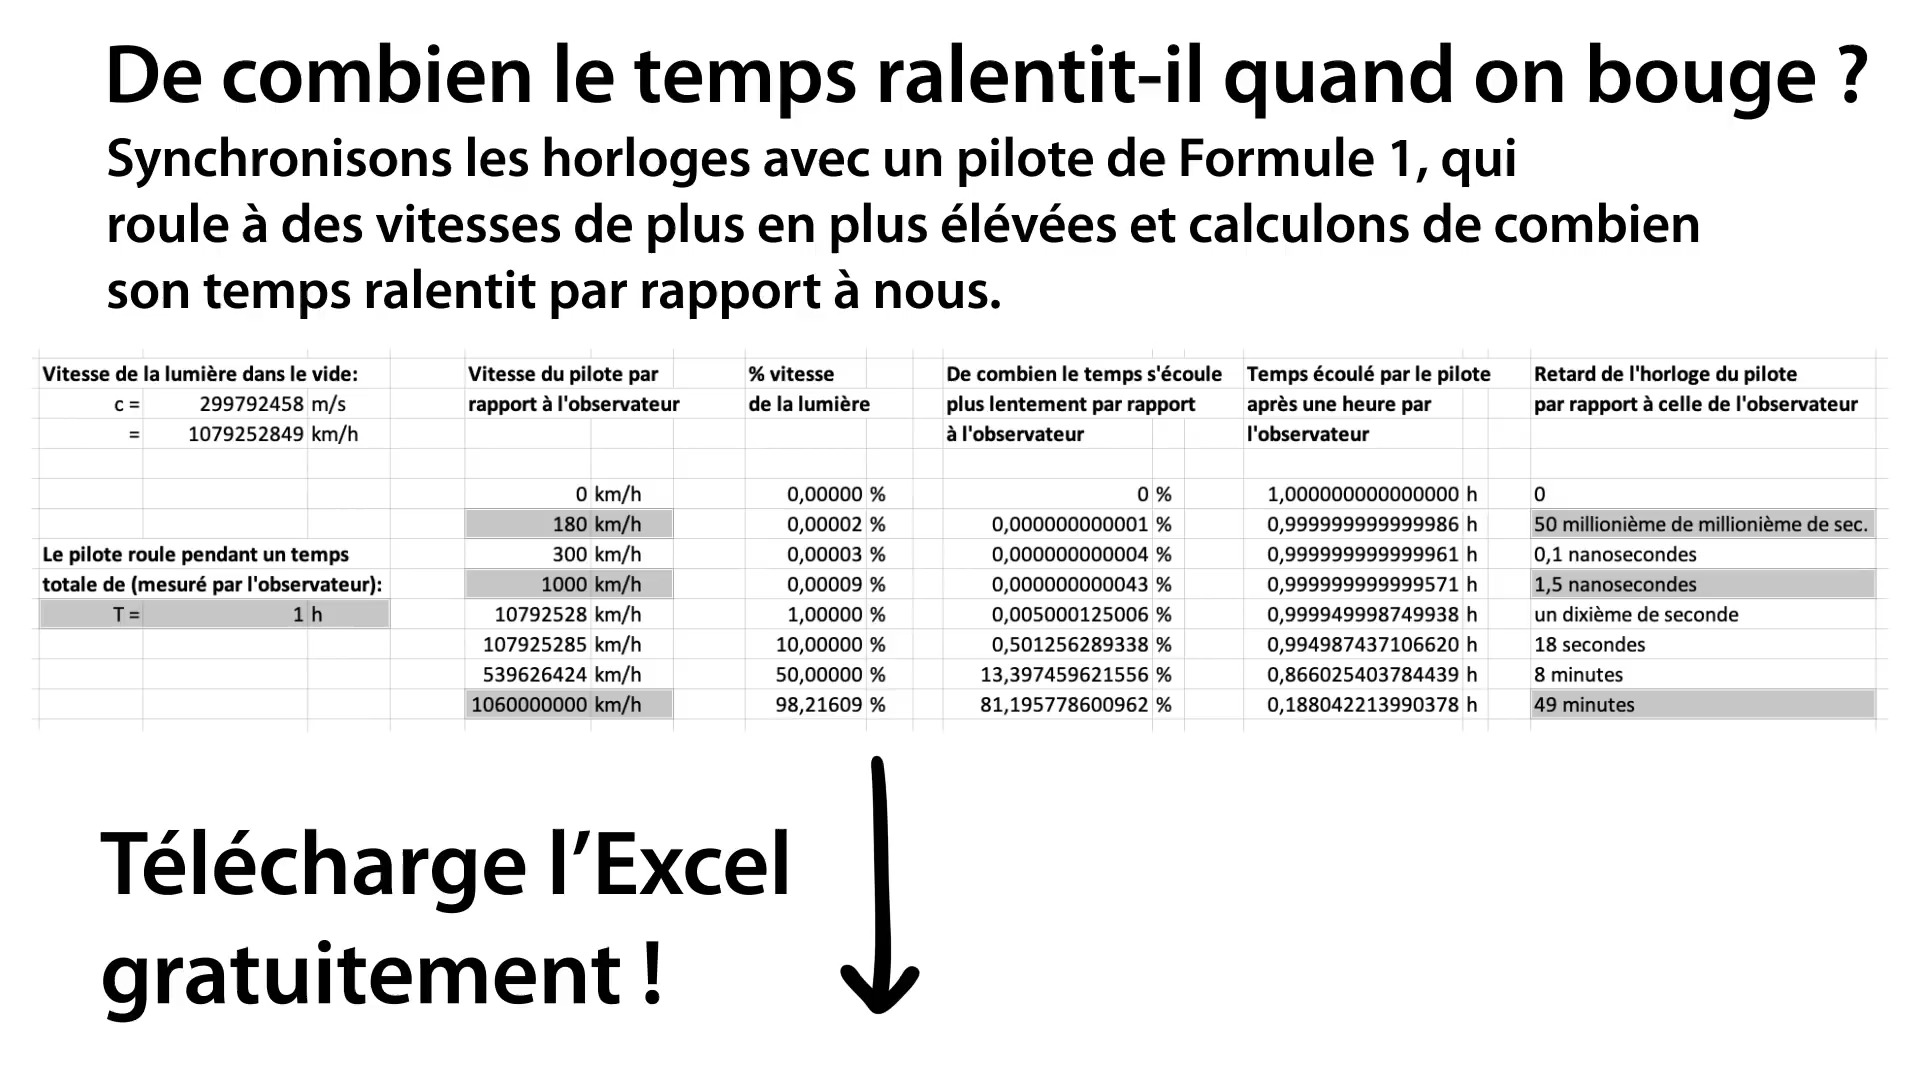 De combien le temps ralentit-il quand on bouge ?
Synchronisons les horloges avec un pilote de Formule 1, qui
roule à des vitesses de plus en plus élévées et calculons de combien
son temps ralentit par rapport à nous.
Vitesse de la lumière dans le vide: Vitesse du pilote par % vitesse De combien le temps s'écoule Temps écoulé par le pilote Retard de l'horloge du pilote
c = 299792458 m/s rapport à l'observateur de la lumière plus lentement par rapport après une heure par par rapport à celle de l'observateur
= 1079252849 km/h à l'observateur l'observateur
0 km/h 0,00000 % 0 % 1,000000000000000 h 0
180 km/h 0,00002 % 0,000000000001 % 0,999999999999986 h 50 millionième de millionième de sec.
Le pilote roule pendant un temps 300 km/h 0,00003 % 0,000000000004 % 0,999999999999961 h 0,1 nanosecondes
totale de (mesuré par l'observateur): 1000 km/h 0,00009 % 0,000000000043 % 0,999999999999571 h 1,5 nanosecondes
T = 1 h 10792528 km/h 1,00000 % 0,005000125006 % 0,999949998749938 h un dixième de seconde
107925285 km/h 10,00000 % 0,501256289338 % 0,994987437106620 h 18 secondes
539626424 km/h 50,00000 % 13,397459621556 % 0,866025403784439 h 8 minutes
1060000000 km/h 98,21609 % 81,195778600962 % 0,188042213990378 h 49 minutes
Télécharge l’Excel
gratuitement !